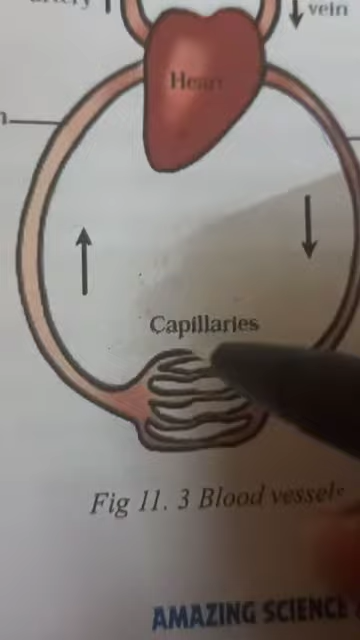 vein
Heart
Capillaries
Fig 11. 3 Blood vessels
AMAZING SCIENCE